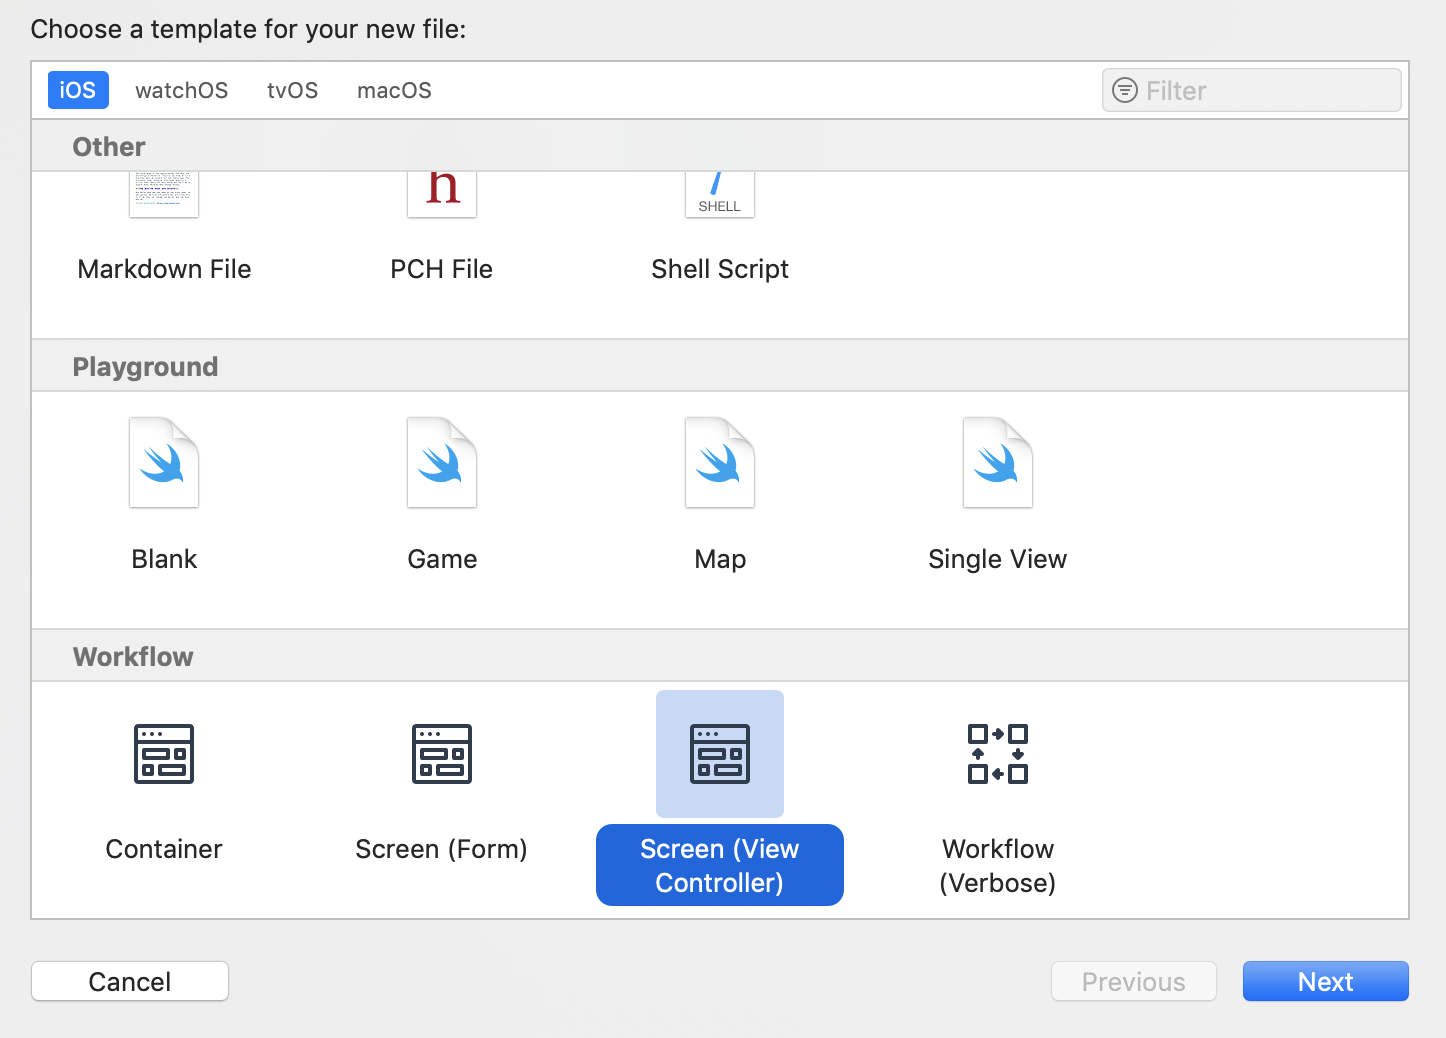 Choose a template for your new file:
iOS watchOS tvOS macOS Filter
Other
SHELL
Markdown File PCH File Shell Script
Playground
Blank Game Map Single View
Workflow
Container Screen (Form) Screen (View Workflow
Controller) (Verbose)
Cancel Previous Next